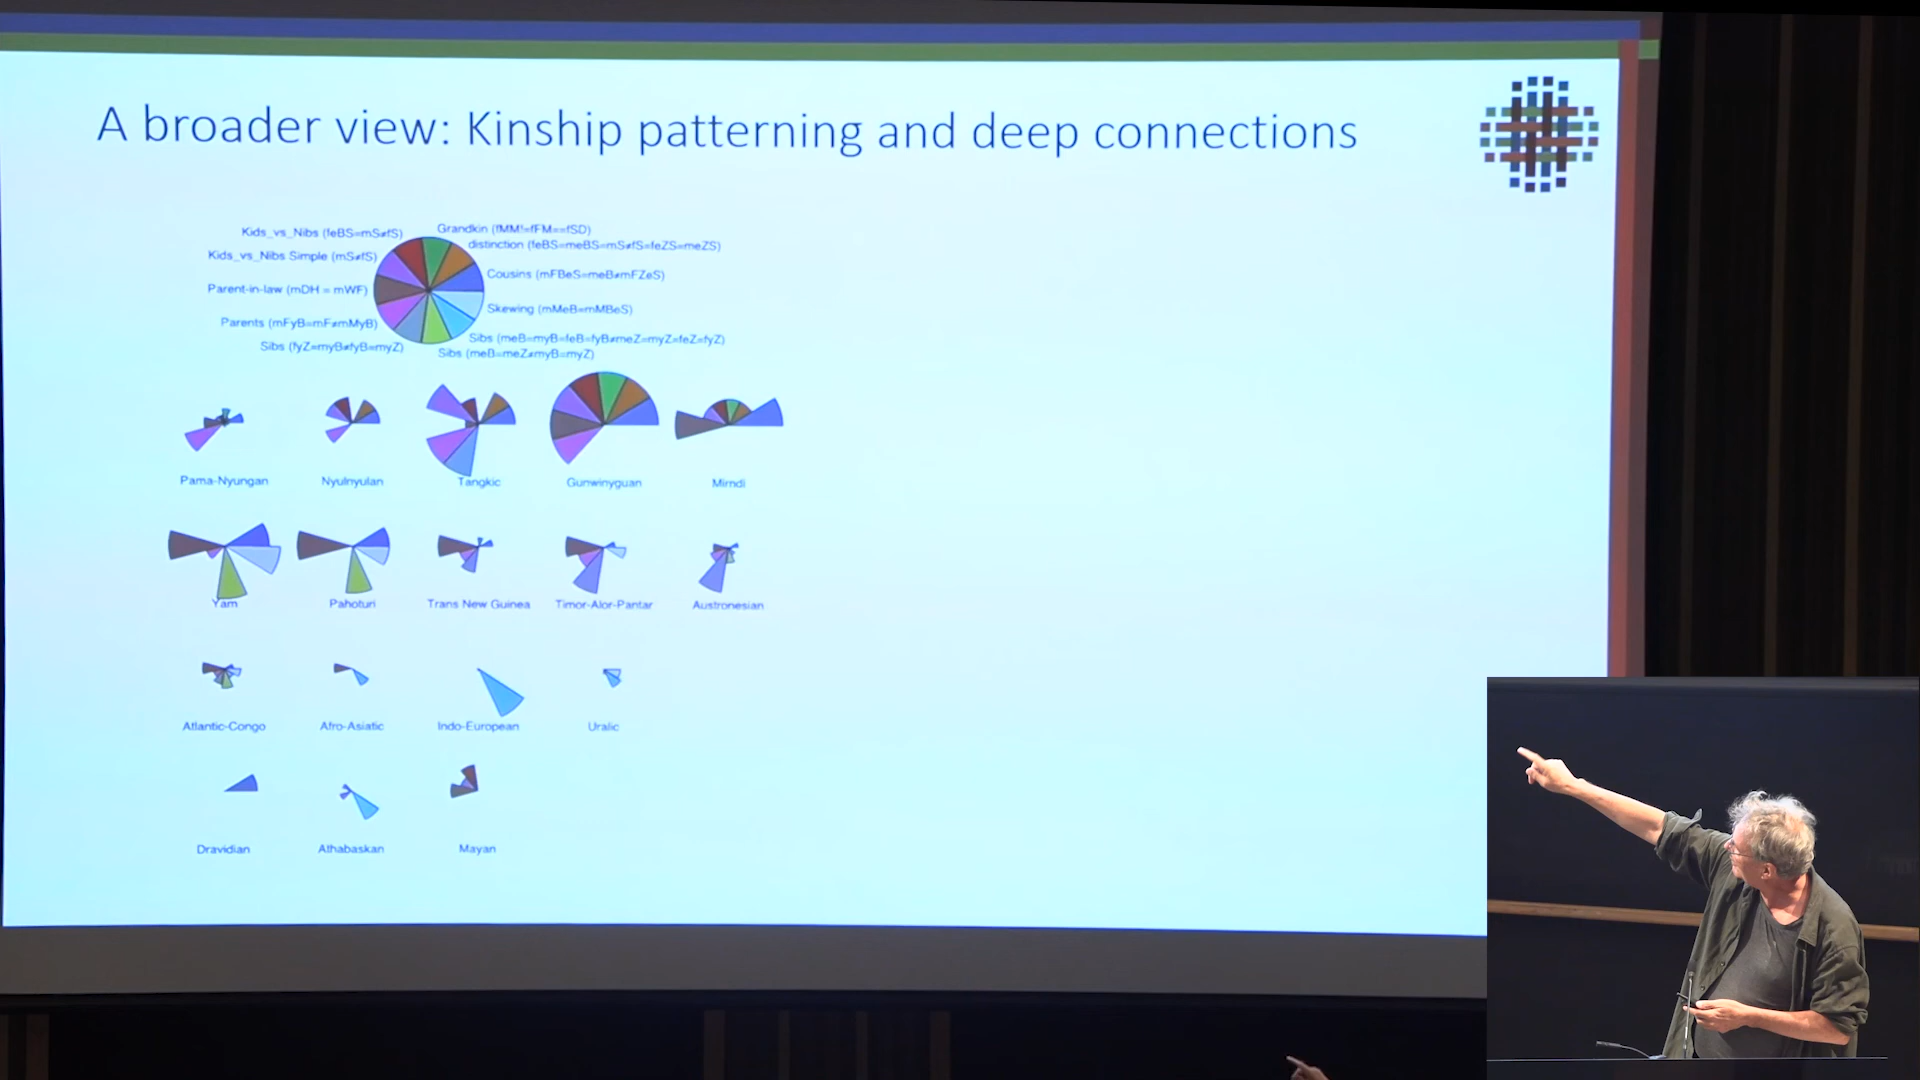 A broader view: Kinship patterning and deep connections
Kids_vs_Nibs (feBS=mS≠fS)
Grandkin (fMM!=fFM==fSD)
distinction (feBS=meBS=mS≠fS=feZS=meZS)
Kids_vs_Nibs Simple (mS≠fS)
Cousins (mFBeS=meB≠mFZeS)
Parent-in-law (mDH = mWF)
Skewing (mMeB=mMBeS)
Parents (mFyB=mF≠mMyB)
Sibs (meB=myB=feB=fyB≠meZ=myZ=feZ=fyZ)
Sibs (fyZ=myB≠fyB=myZ)
Sibs (meB=meZ≠myB=myZ)
Pama-Nyungan Nyulnyulan Tangkic Gunwinyguan Mirndi
Yam Pahoturi Trans New Guinea Timor-Alor-Pantar Austronesian
Atlantic-Congo Afro-Asiatic Indo-European Uralic
Dravidian Athabaskan Mayan